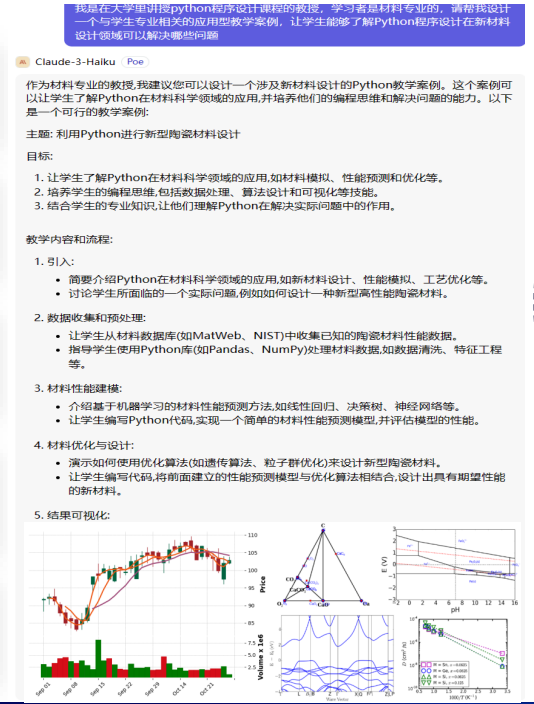 我是在大学里讲授python程序设计课程的教授，学习者是材料专业的，请帮我设计
一个与学生专业相关的应用型教学案例，让学生能够了解Python程序设计在新材料
设计领域可以解决哪些问题
Claude-3-Haiku Poe
作为材料专业的教授,我建议您可以设计一个涉及新材料设计的Python教学案例。这个案例可
以让学生了解Python在材料科学领域的应用,并培养他们的编程思维和解决问题的能力。以下
是一个可行的教学案例:
主题: 利用Python进行新型陶瓷材料设计
目标:
1. 让学生了解Python在材料科学领域的应用,如材料模拟、性能预测和优化等。
2. 培养学生的编程思维,包括数据处理、算法设计和可视化等技能。
3. 结合学生的专业知识,让他们理解Python在解决实际问题中的作用。
教学内容和流程:
1. 引入:
• 简要介绍Python在材料科学领域的应用,如新材料设计、性能模拟、工艺优化等。
• 讨论学生所面临的一个实际问题,例如如何设计一种新型高性能陶瓷材料。
2. 数据收集和预处理:
• 让学生从材料数据库(如MatWeb、NIST)中收集已知的陶瓷材料性能数据。
• 指导学生使用Python库(如Pandas、NumPy)处理材料数据,如数据清洗、特征工程
等。
3. 材料性能建模:
• 介绍基于机器学习的材料性能预测方法,如线性回归、决策树、神经网络等。
• 让学生编写Python代码,实现一个简单的材料性能预测模型,并评估模型的性能。
4. 材料优化与设计:
• 演示如何使用优化算法(如遗传算法、粒子群优化)来设计新型陶瓷材料。
• 让学生编写代码,将前面建立的性能预测模型与优化算法相结合,设计出具有期望性能
的新材料。
5. 结果可视化:
110
105
100
95
90
85
Price
7.5
5.0
2.5
Volume x 1e6
Sep 01
Sep 08
Sep 15
Sep 22
Sep 29
Oct 14
Oct 21
C
CO
E (V)
pH
-2 0 2 4 6 8 10 12 14 16
0.5 1.0 1.5 2.0 2.5 3.0 3.5